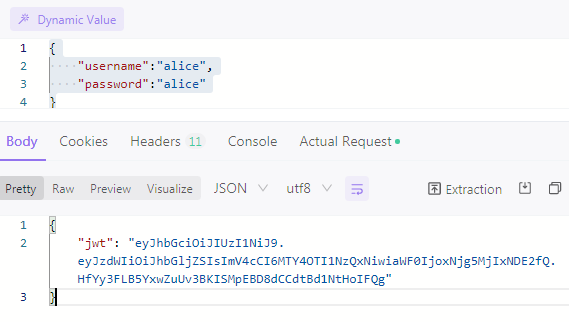 Dynamic Value
1 {
2 "username":"alice",
3 "password":"alice"
4 }
Body Cookies Headers 11 Console Actual Request
Pretty Raw Preview Visualize JSON utf8 Extraction
1 {
2 "jwt": "eyJhbGciOiJIUzI1NiJ9.
eyJzdWIiOiJhbGljZSIsImV4cCI6MTY4OTI1NzQxNiwiaWF0IjoxNjg5MjIxNDE2fQ.
HfYy3FLB5YxwZuUv3BKISMpEBD8dCCdtBd1NtHoIFQg"
3 }